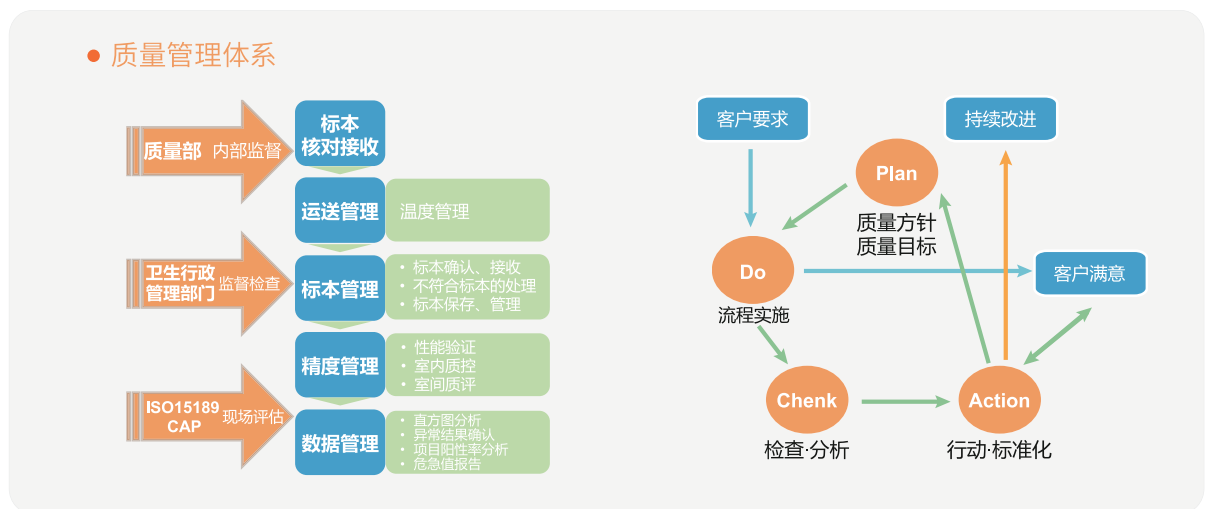 质量管理体系
质量部 内部监督
标本
核对接收
运送管理
温度管理
卫生行政
管理部门
监督检查
标本管理
• 标本确认、接收
• 不符合标本的处理
• 标本保存、管理
精度管理
• 性能验证
• 室内质控
• 室间质评
ISO15189
CAP
现场评估
数据管理
• 直方图分析
• 异常结果确认
• 项目阳性率分析
• 危急值报告
客户要求
持续改进
Plan
质量方针
质量目标
Do
流程实施
客户满意
Chenk
检查·分析
Action
行动·标准化